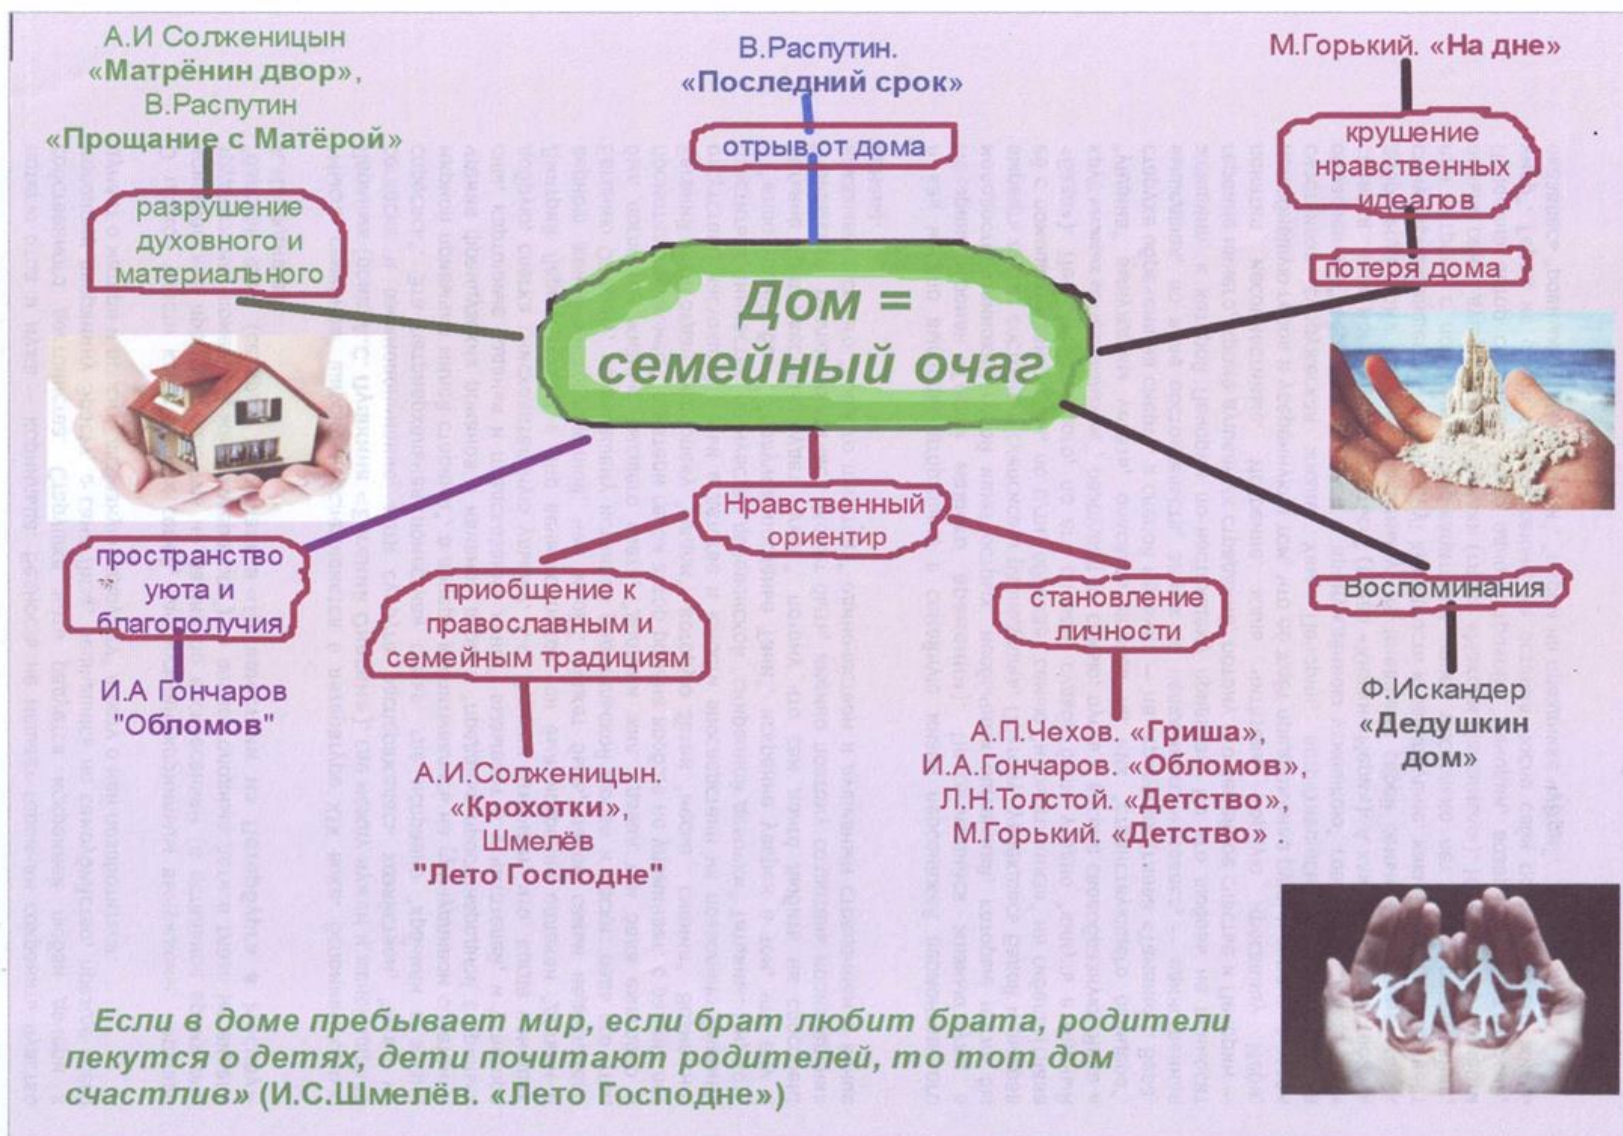 А.И Солженицын
«Матрёнин двор»,
В.Распутин
«Прощание с Матёрой»
разрушение
духовного и
материального
В.Распутин.
«Последний срок»
отрыв от дома
М.Горький. «На дне»
крушение
нравственных
идеалов
потеря дома
Дом =
семейный очаг
Нравственный
ориентир
пространство
уюта и
благополучия
И.А Гончаров
"Обломов"
приобщение к
православным и
семейным традициям
А.И.Солженицын.
«Крохотки»,
Шмелёв
"Лето Господне"
становление
личности
А.П.Чехов. «Гриша»,
И.А.Гончаров. «Обломов»,
Л.Н.Толстой. «Детство»,
М.Горький. «Детство» .
Воспоминания
Ф.Искандер
«Дедушкин
дом»
Если в доме пребывает мир, если брат любит брата, родители
пекутся о детях, дети почитают родителей, то тот дом
счастлив» (И.С.Шмелёв. «Лето Господне»)